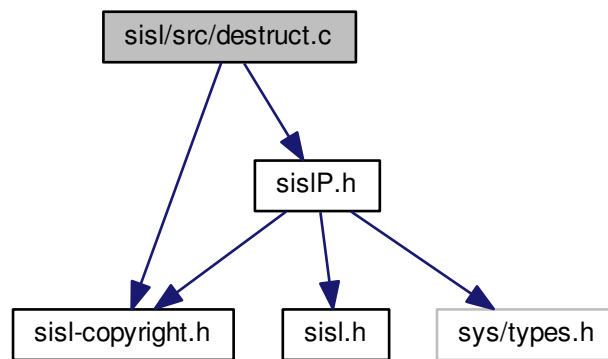 sisl/src/destruct.c
sislP.h
sisl-copyright.h
sisl.h
sys/types.h